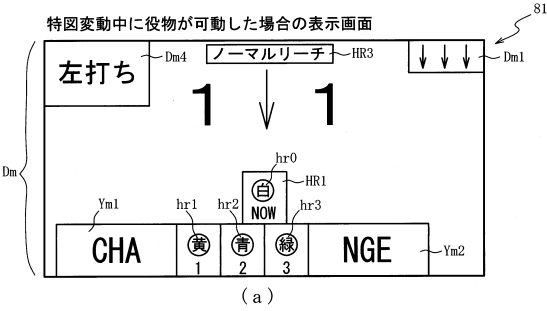 特図変動中に役物が可動した場合の表示画面
81
左打ち
Dm4
ノーマルリーチ
HR3
↓ ↓ ↓
Dm1
1 ↓ 1
Dm
hr0
白
NOW
HR1
Ym1
hr1
hr2
hr3
CHA
黄
1
青
2
緑
3
NGE
Ym2
(a)